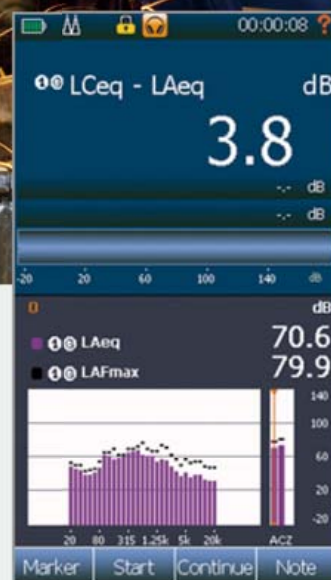 00:00:08 ?
LCeq - LAeq dB
3.8
-.- dB
-.- dB
-20 20 60 100 140 dB
0 dB
LAeq 70.6
LAFmax 79.9
140
100
60
20
-20
20 80 315 1.25k 5k 20k ACZ
Marker Start Continue Note